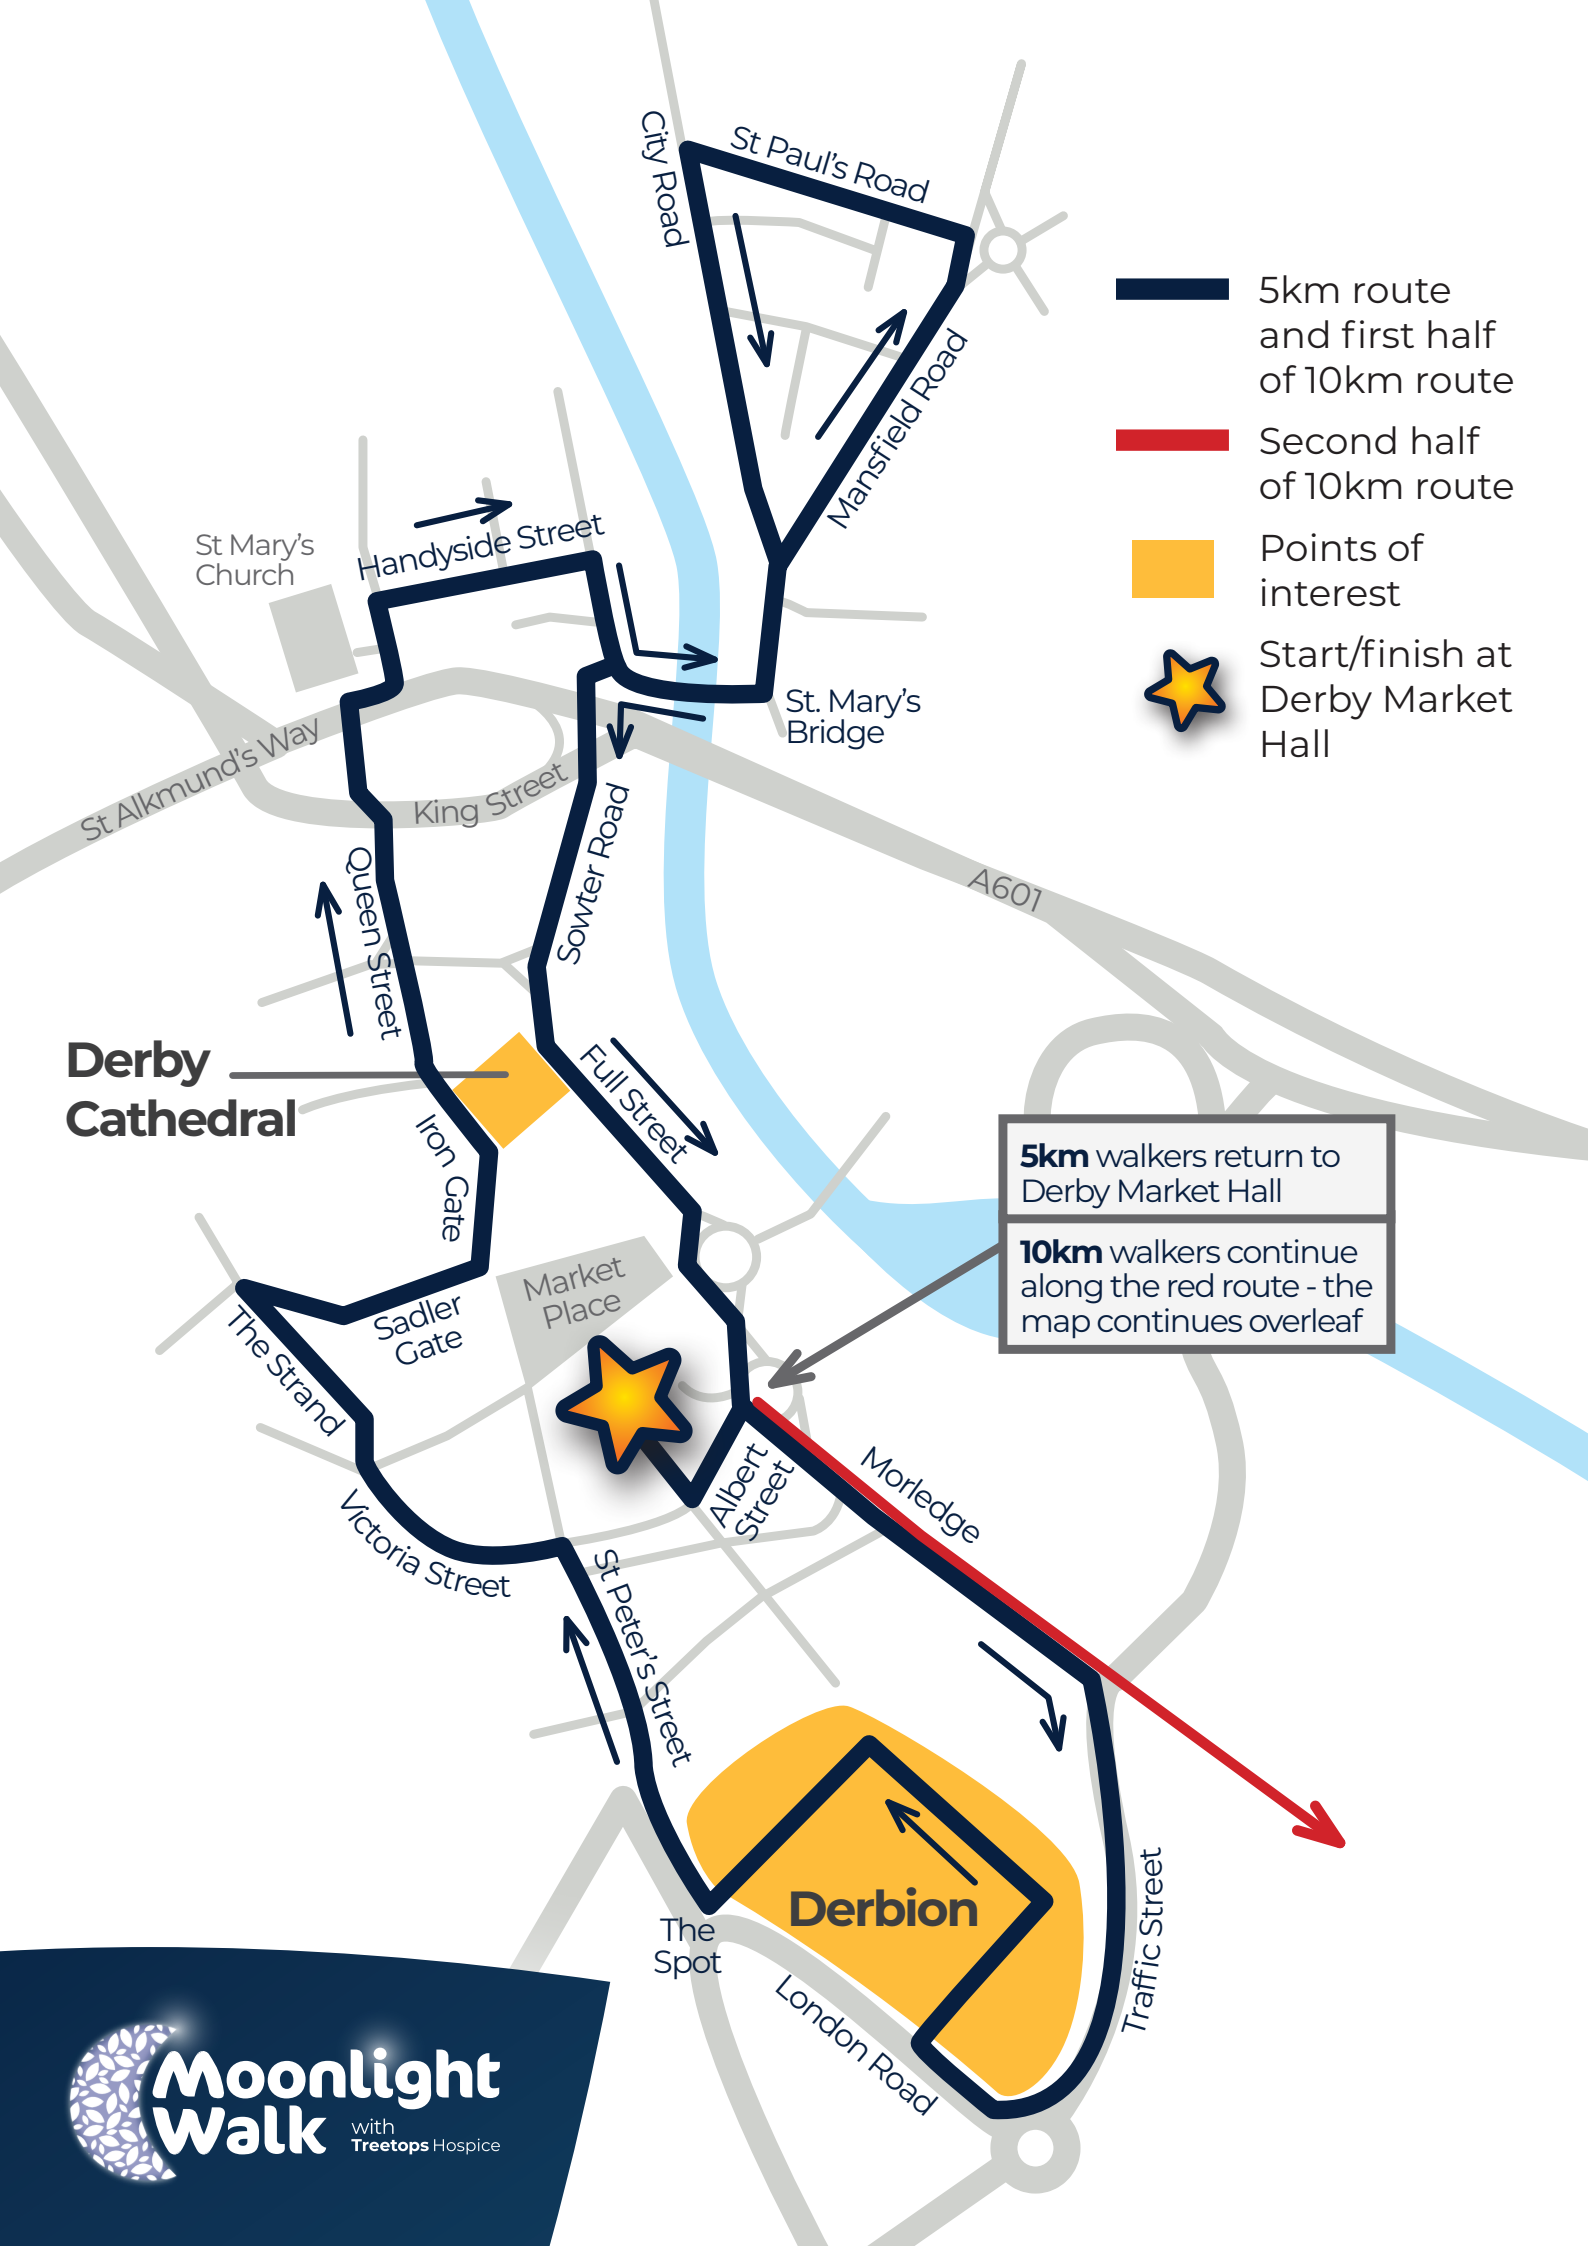 City Road
St Paul's Road
Mansfield Road
5km route
and first half
of 10km route
Second half
of 10km route
Points of
interest
Start/finish at
Derby Market
Hall
St Mary's
Church
Handyside Street
St. Mary's
Bridge
St Alkmund's Way
King Street
A601
Queen Street
Sowter Road
Derby
Cathedral
Full Street
Iron Gate
5km walkers return to
Derby Market Hall
10km walkers continue
along the red route - the
map continues overleaf
Market
Place
Sadler
Gate
The Strand
Albert
Street
Morledge
Victoria Street
St Peter's Street
Derbion
The
Spot
London Road
Traffic Street
Moonlight
Walk
with
Treetops Hospice